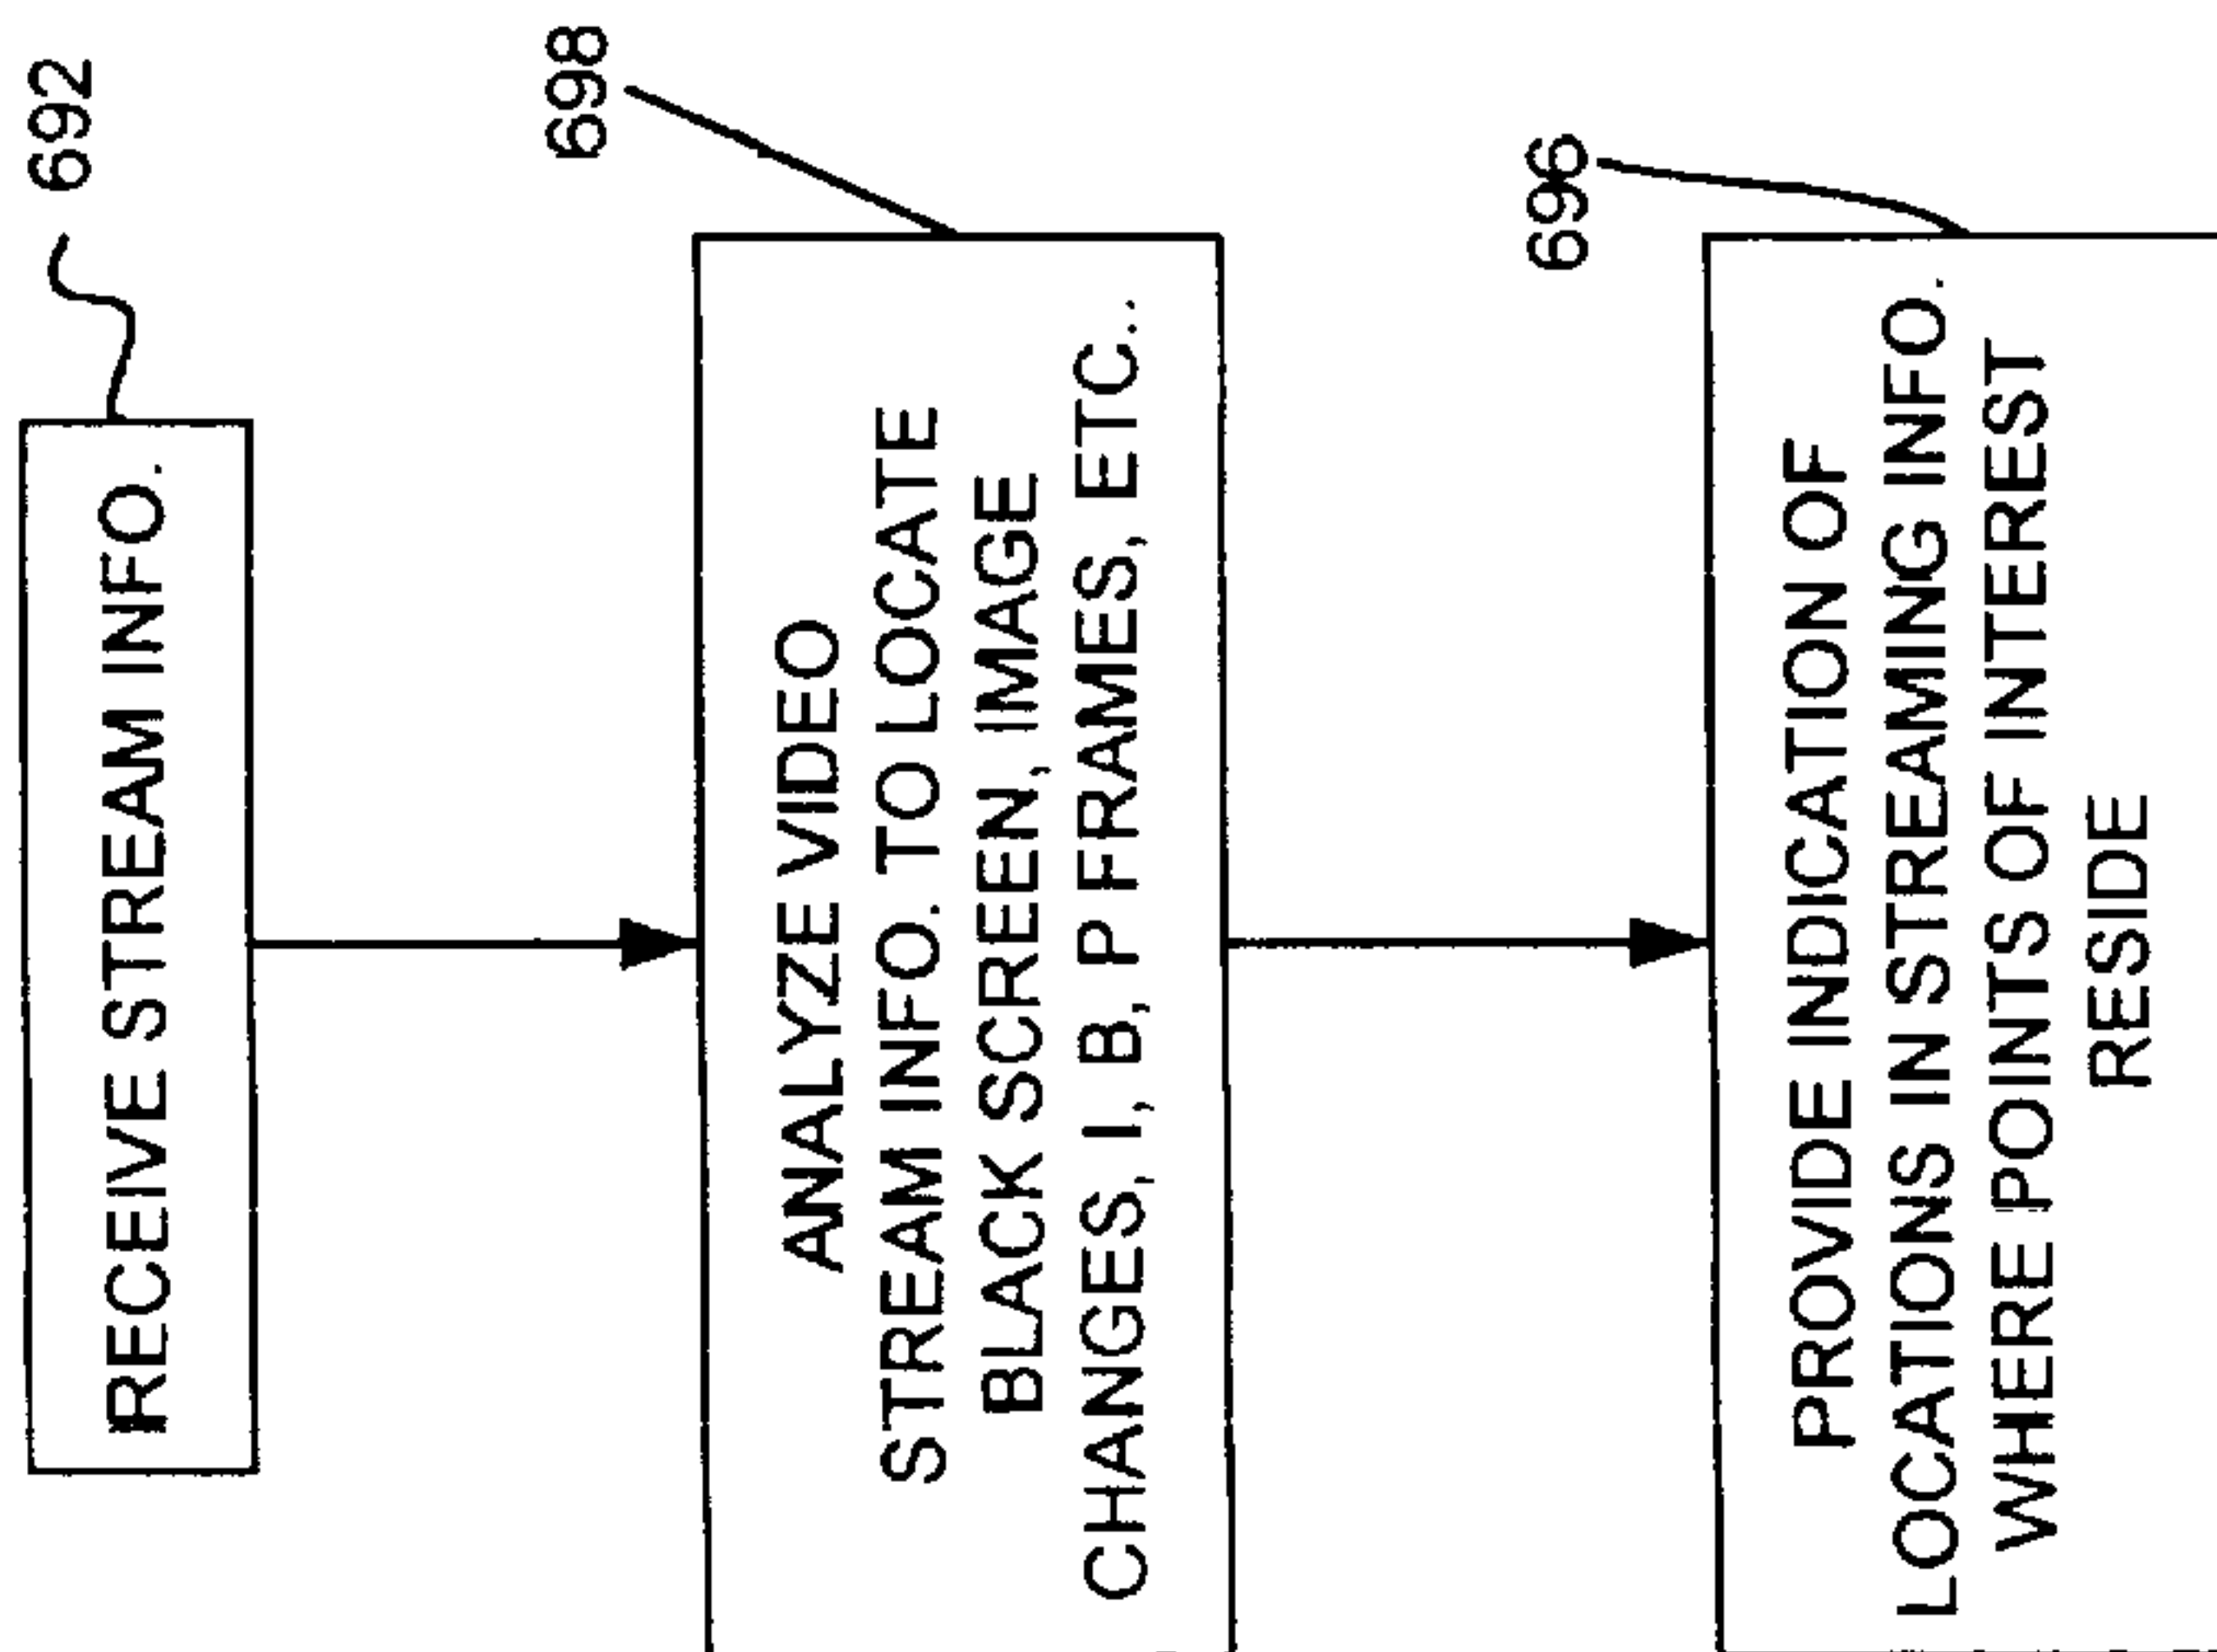 RECEIVE STREAM INFO.
692
ANALYZE VIDEO
STREAM INFO. TO LOCATE
BLACK SCREEN, IMAGE
CHANGES, I, B, P FRAMES, ETC..
698
PROVIDE INDICATION OF
LOCATIONS IN STREAMING INFO.
WHERE POINTS OF INTEREST
RESIDE
696